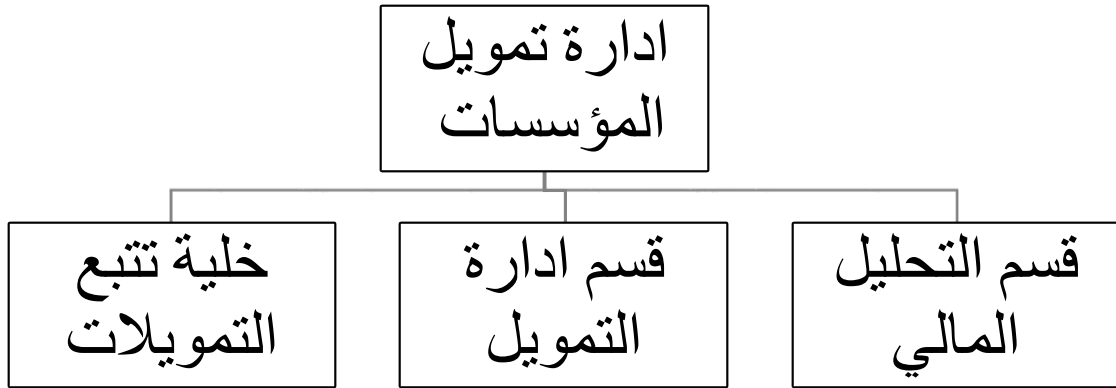 ادارة تمويل
المؤسسات
قسم التحليل
المالي
قسم ادارة
التمويل
خلية تتبع
التمويلات